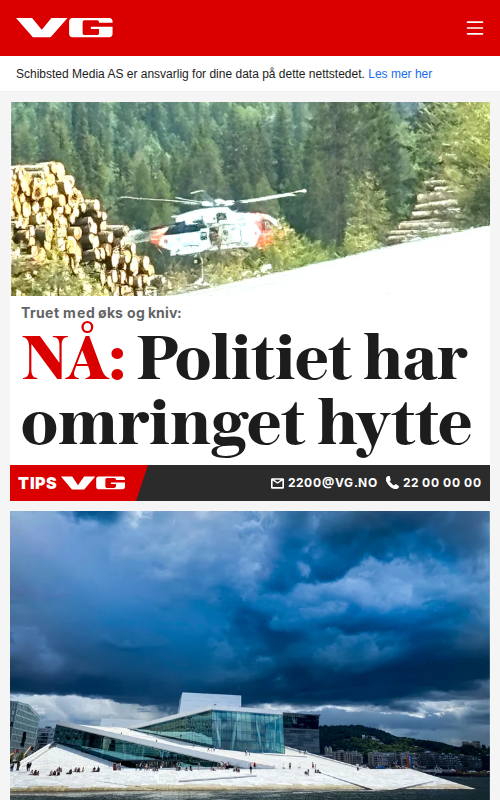 VG
Schibsted Media AS er ansvarlig for dine data på dette nettstedet. Les mer her
Truet med øks og kniv:
NÅ: Politiet har
omringet hytte
TIPS VG 2200@VG.NO 22 00 00 00